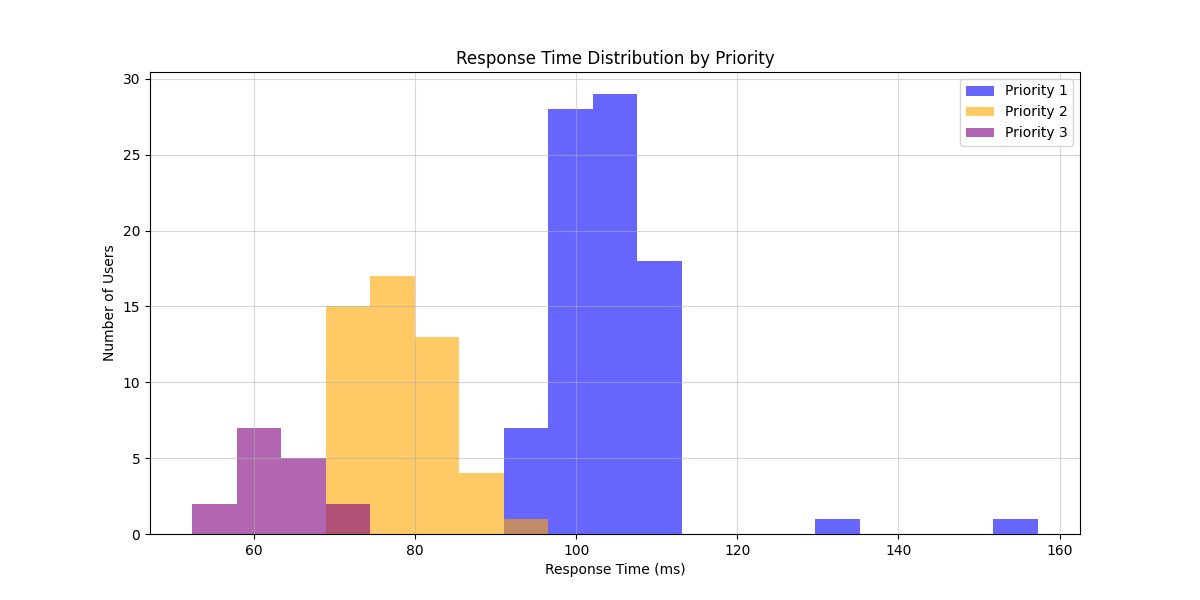 Response Time Distribution by Priority
Priority 1
Priority 2
Priority 3
Number of Users
30
25
20
15
10
5
0
60 80 100 120 140 160
Response Time (ms)